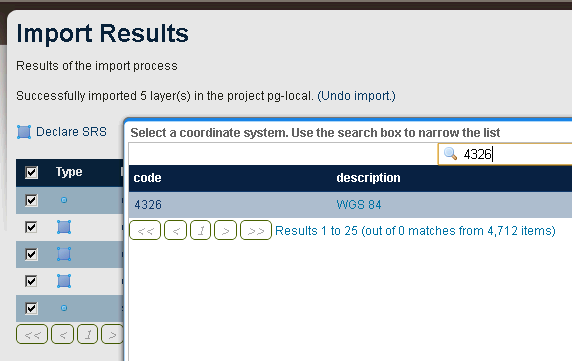 Import Results
Results of the import process
Successfully imported 5 layer(s) in the project pg-local. (Undo import.)
Declare SRS
Select a coordinate system. Use the search box to narrow the list
4326
Type
code description
4326 WGS 84
<< < 1 > >> Results 1 to 25 (out of 0 matches from 4,712 items)
<< < 1 >